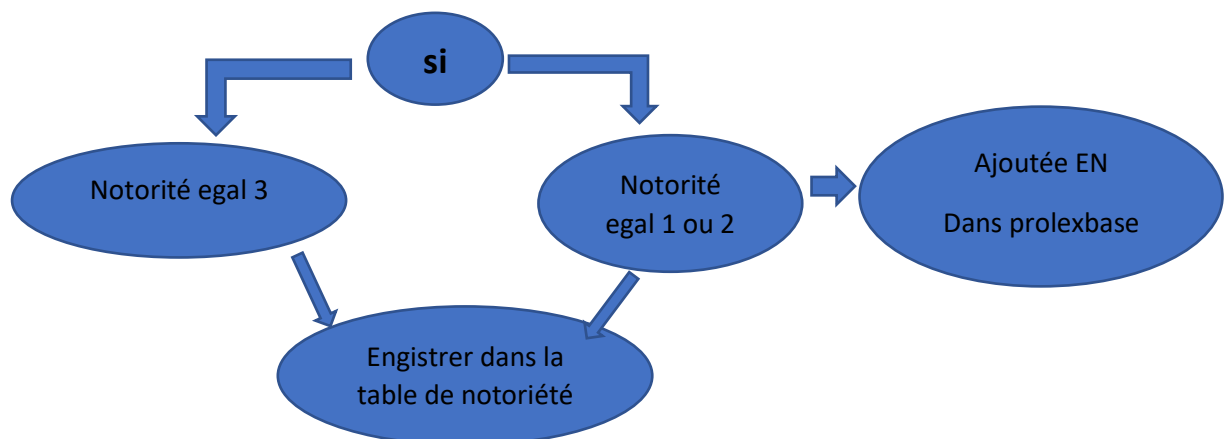 si
Notorité egal 3
Notorité
egal 1 ou 2
Ajoutée EN
Dans prolexbase
Engistrer dans la
table de notoriété